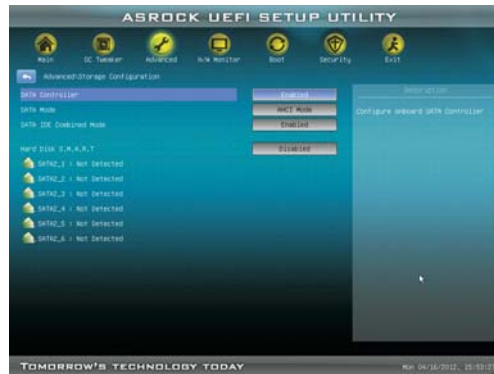 ASROCK UEFI SETUP UTILITY
Main
OC Tweaker
Advanced
H/W Monitor
Boot
Security
Exit
Advanced\Storage Configuration
Description
SATA Controller Enabled
Configure onboard SATA Controller
SATA Mode AHCI Mode
SATA IDE Combined Mode Enabled
Hard Disk S.M.A.R.T Disabled
SATA2_1 : Not Detected
SATA2_2 : Not Detected
SATA2_3 : Not Detected
SATA2_4 : Not Detected
SATA2_5 : Not Detected
SATA2_6 : Not Detected
TOMORROW'S TECHNOLOGY TODAY
Mon 04/16/2012,